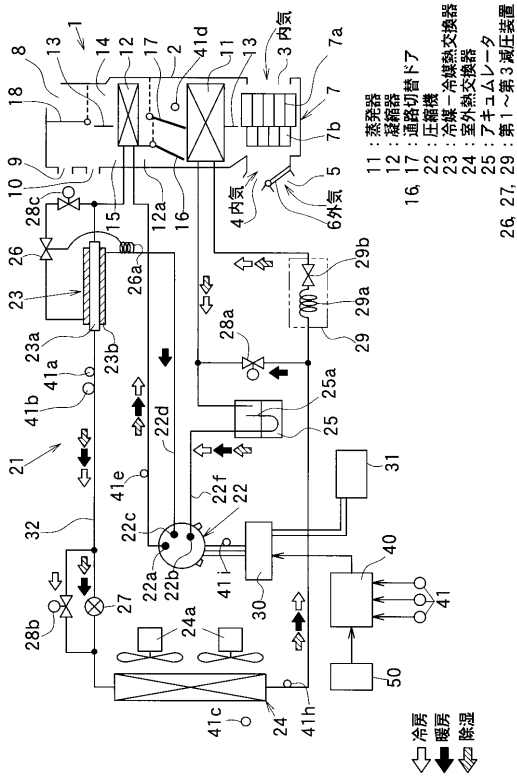 1
8
18
13
14
12
17
2
41d
11
13
3 内気
7a
7
7b
9
10
28c
15
12a
16
4 内気
5
6 外気
26
23
26a
23a
23b
41a
41b
21
32
22d
41e
28a
29b
29a
29
25a
25
22f
22c
22a
22b
22
41i
30
31
27
28b
24a
40
41
50
24
41h
41c
冷房
暖房
除湿
11 : 蒸発器
12 : 凝縮器
16, 17 : 通路切替ドア
22 : 圧縮機
23 : 冷媒−冷媒熱交換器
24 : 室外熱交換器
25 : アキュムレータ
26, 27, 29 : 第1～第3減圧装置